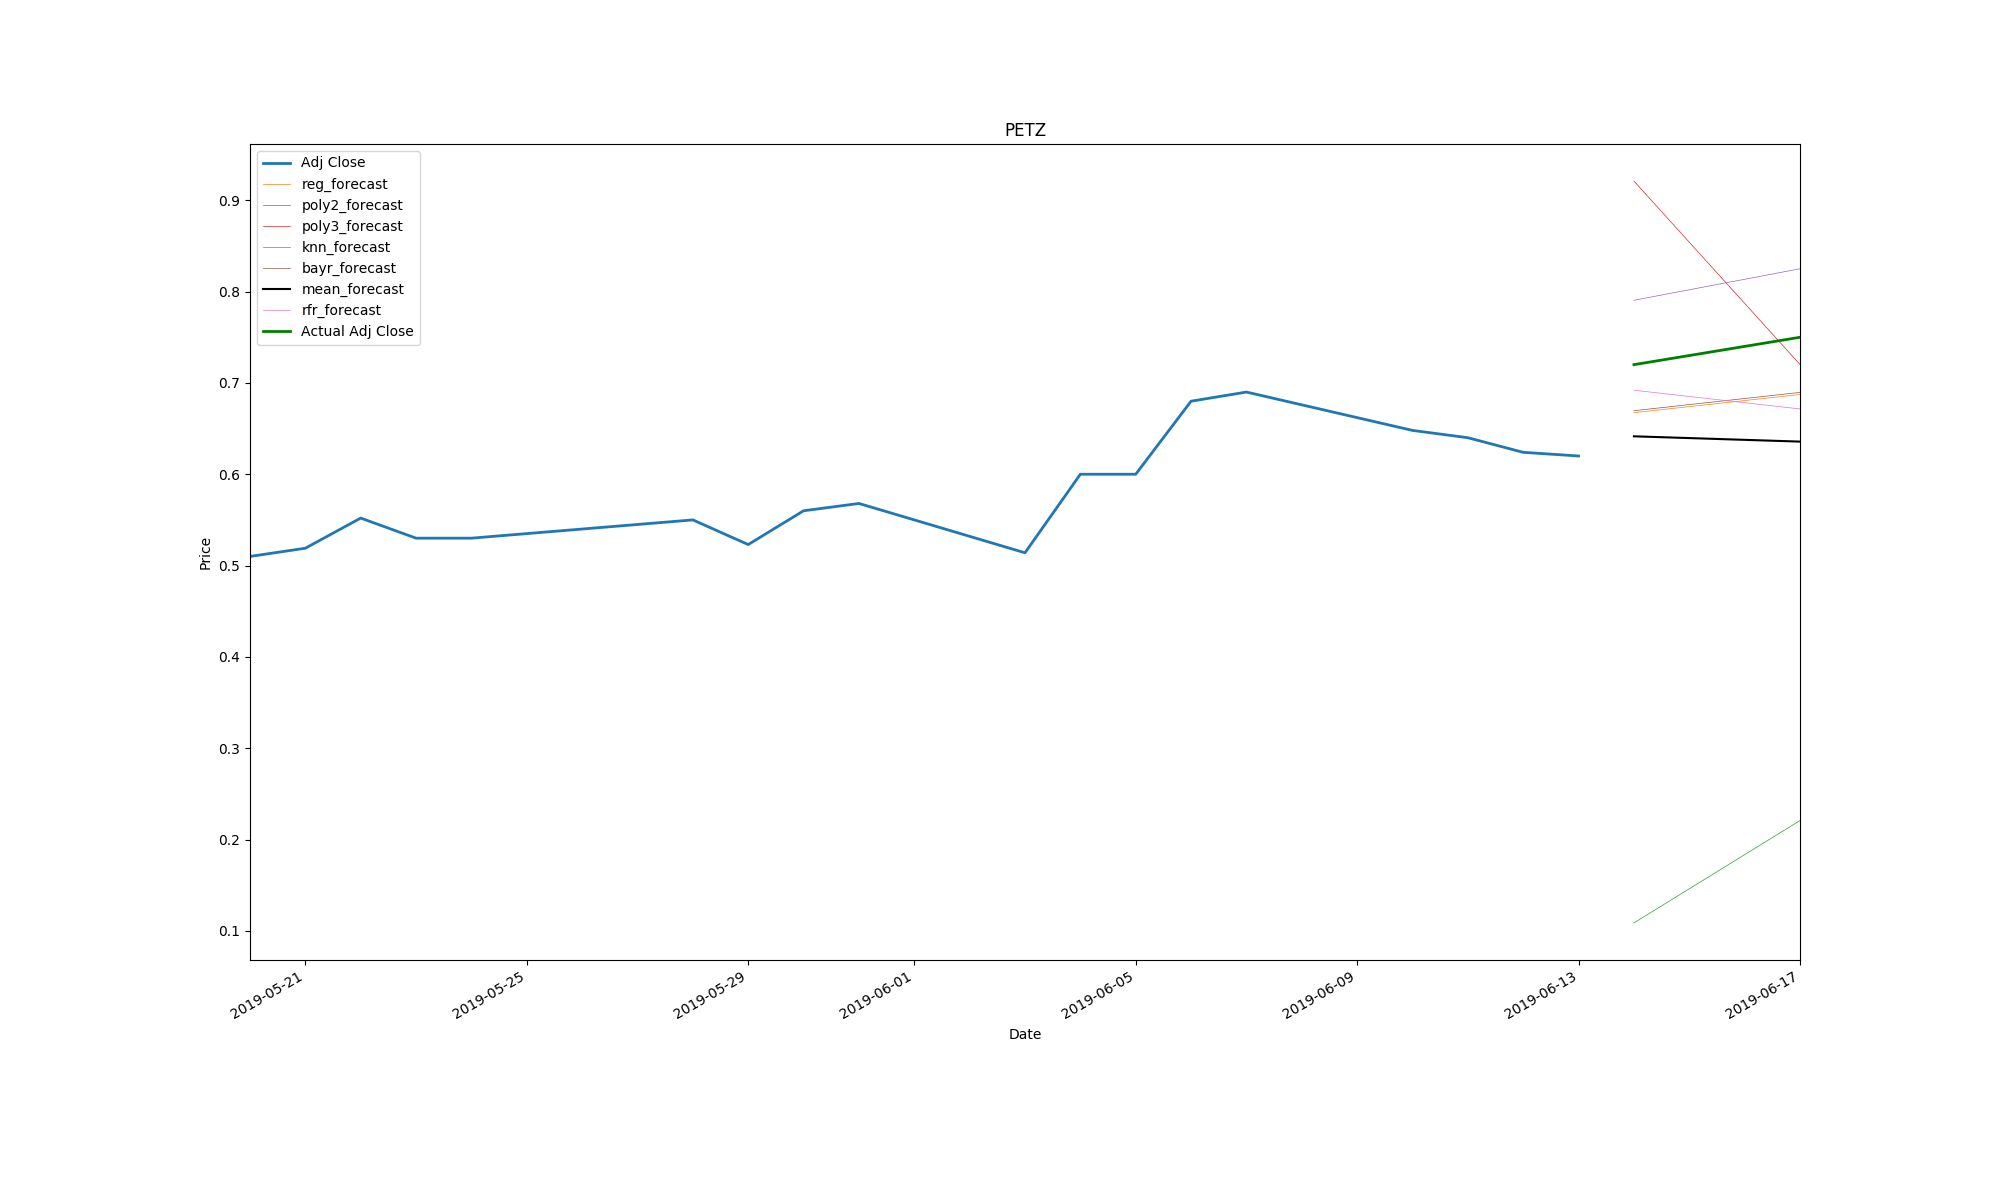 PETZ
Adj Close
reg_forecast
poly2_forecast
poly3_forecast
knn_forecast
bayr_forecast
mean_forecast
rfr_forecast
Actual Adj Close
0.9
0.8
0.7
0.6
0.5
0.4
0.3
0.2
0.1
Price
2019-05-21
2019-05-25
2019-05-29
2019-06-01
2019-06-05
2019-06-09
2019-06-13
2019-06-17
Date